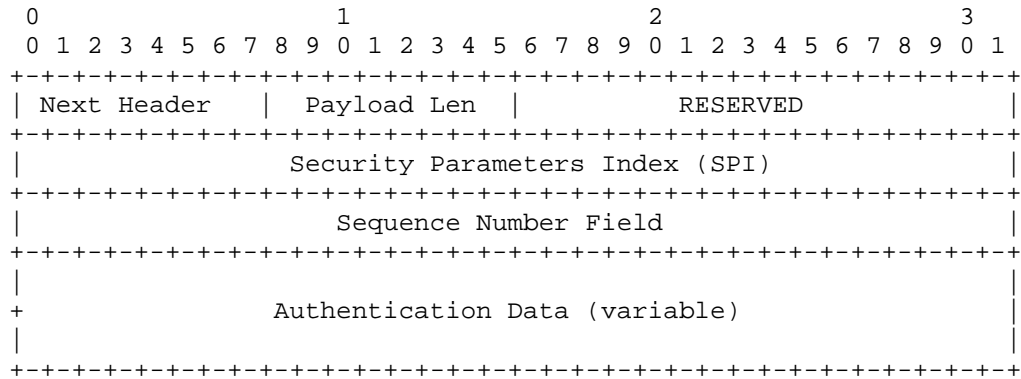 0                   1                   2                   3
 0 1 2 3 4 5 6 7 8 9 0 1 2 3 4 5 6 7 8 9 0 1 2 3 4 5 6 7 8 9 0 1
+-+-+-+-+-+-+-+-+-+-+-+-+-+-+-+-+-+-+-+-+-+-+-+-+-+-+-+-+-+-+-+-+
| Next Header   |  Payload Len  |          RESERVED             |
+-+-+-+-+-+-+-+-+-+-+-+-+-+-+-+-+-+-+-+-+-+-+-+-+-+-+-+-+-+-+-+-+
|                 Security Parameters Index (SPI)               |
+-+-+-+-+-+-+-+-+-+-+-+-+-+-+-+-+-+-+-+-+-+-+-+-+-+-+-+-+-+-+-+-+
|                    Sequence Number Field                      |
+-+-+-+-+-+-+-+-+-+-+-+-+-+-+-+-+-+-+-+-+-+-+-+-+-+-+-+-+-+-+-+-+
|                                                               |
+                Authentication Data (variable)                 |
|                                                               |
+-+-+-+-+-+-+-+-+-+-+-+-+-+-+-+-+-+-+-+-+-+-+-+-+-+-+-+-+-+-+-+-+